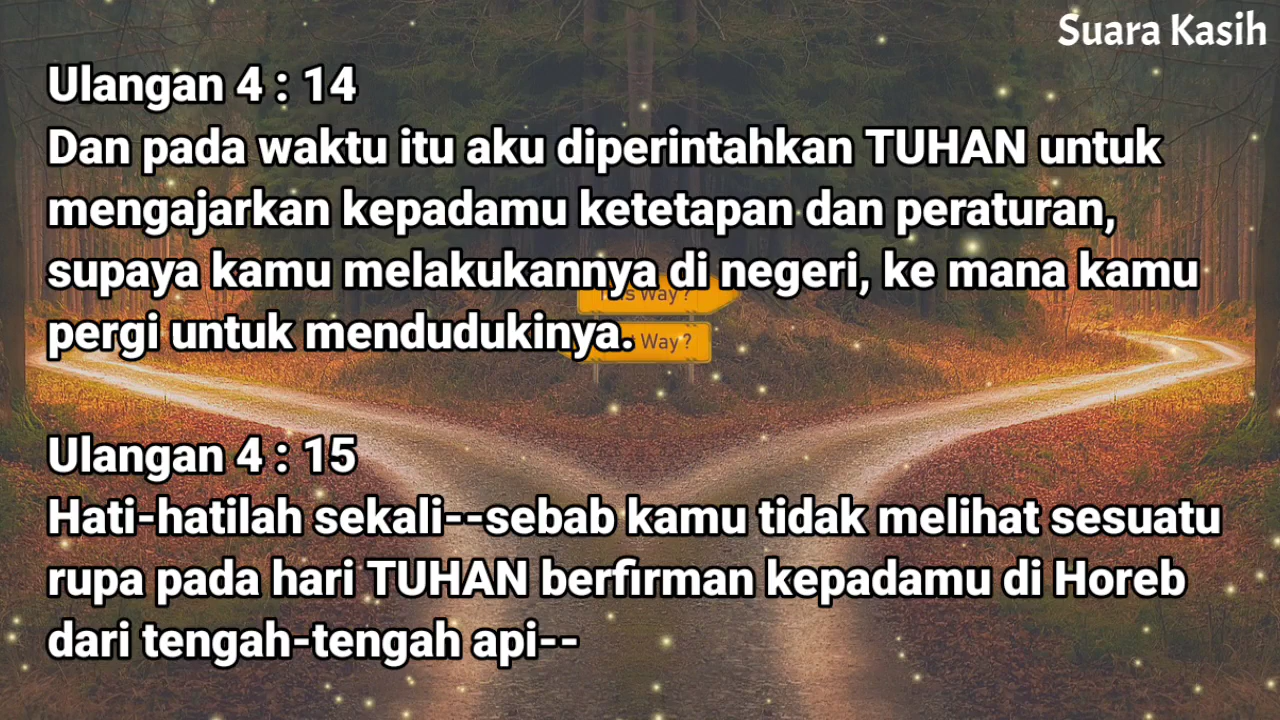 Suara Kasih
Ulangan 4 : 14
Dan pada waktu itu aku diperintahkan TUHAN untuk
mengajarkan kepadamu ketetapan dan peraturan,
supaya kamu melakukannya di negeri, ke mana kamu
Way ?
pergi untuk mendudukinya.
Way ?
Ulangan 4 : 15
Hati-hatilah sekali--sebab kamu tidak melihat sesuatu
rupa pada hari TUHAN berfirman kepadamu di Horeb
dari tengah-tengah api--